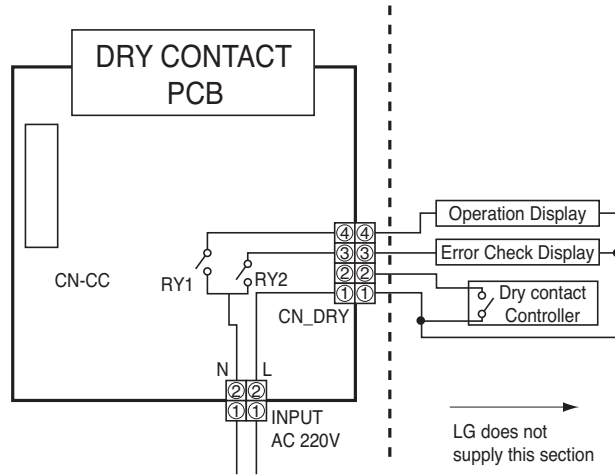 DRY CONTACT
PCB
④④
Operation Display
③③
Error Check Display
②②
①①
CN-CC
RY1
RY2
CN_DRY
Dry contact
Controller
N
L
②②
①①
INPUT
AC 220V
LG does not
supply this section